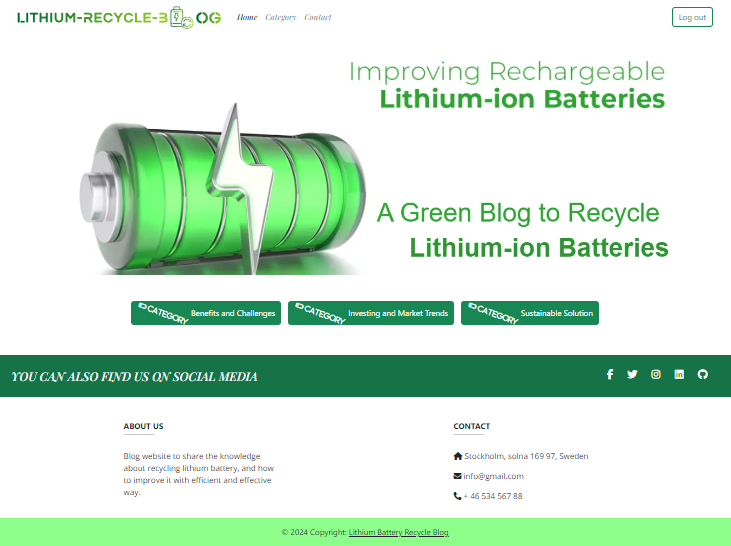 LITHIUM-RECYCLE-BLOG
Home Category Contact
Log out
Improving Rechargeable
Lithium-ion Batteries
A Green Blog to Recycle
Lithium-ion Batteries
CATEGORY Benefits and Challenges
CATEGORY Investing and Market Trends
CATEGORY Sustainable Solution
YOU CAN ALSO FIND US ON SOCIAL MEDIA
ABOUT US
Blog website to share the knowledge
about recycling lithium battery, and how
to improve it with efficient and effective
way.
CONTACT
Stockholm, solna 169 97, Sweden
info@gmail.com
+ 46 534 567 88
© 2024 Copyright: Lithium Battery Recycle Blog